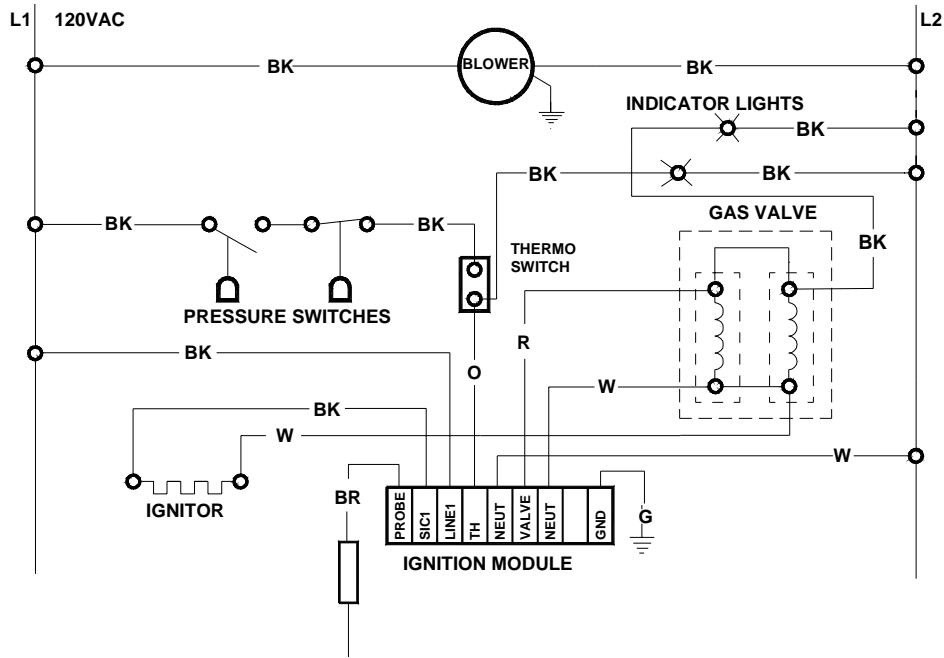 L1 120VAC L2
BK BLOWER BK
INDICATOR LIGHTS
BK
BK BK
GAS VALVE
BK BK
THERMO
SWITCH
BK
PRESSURE SWITCHES
R
BK
O
W
BK
W
W
BR
IGNITOR
PROBE
SIC1
LINE1
TH
NEUT
VALVE
NEUT
GND
G
IGNITION MODULE